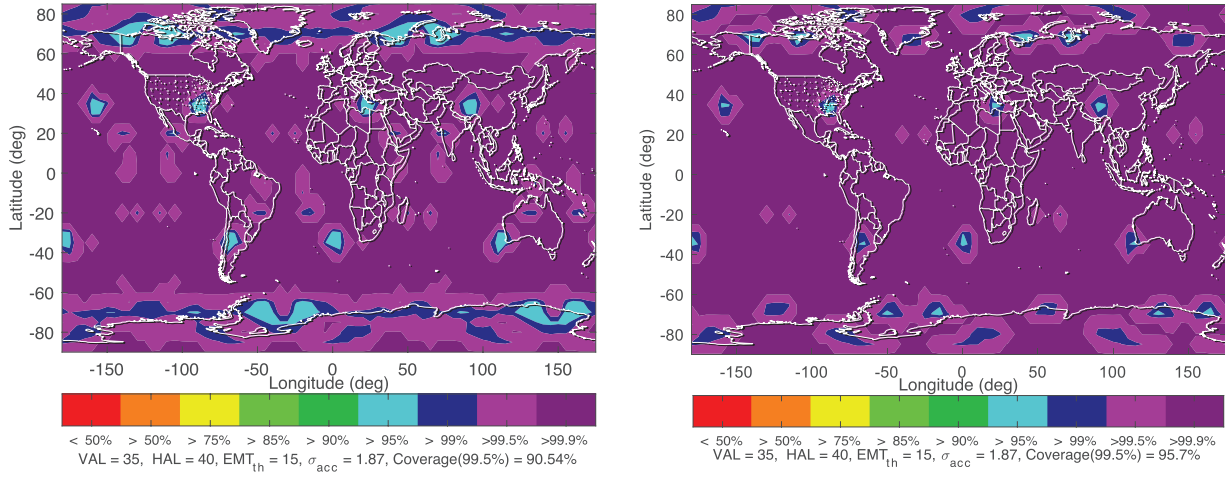 Latitude (deg)
80
60
40
20
0
-20
-40
-60
-80
-150 -100 -50 0 50 100 150
Longitude (deg)
< 50% > 50% > 75% > 85% > 90% > 95% > 99% >99.5% >99.9%
VAL = 35, HAL = 40, EMT_th = 15, σ_acc = 1.87, Coverage(99.5%) = 90.54%
Latitude (deg)
80
60
40
20
0
-20
-40
-60
-80
-150 -100 -50 0 50 100 150
Longitude (deg)
< 50% > 50% > 75% > 85% > 90% > 95% > 99% >99.5% >99.9%
VAL = 35, HAL = 40, EMT_th = 15, σ_acc = 1.87, Coverage(99.5%) = 95.7%